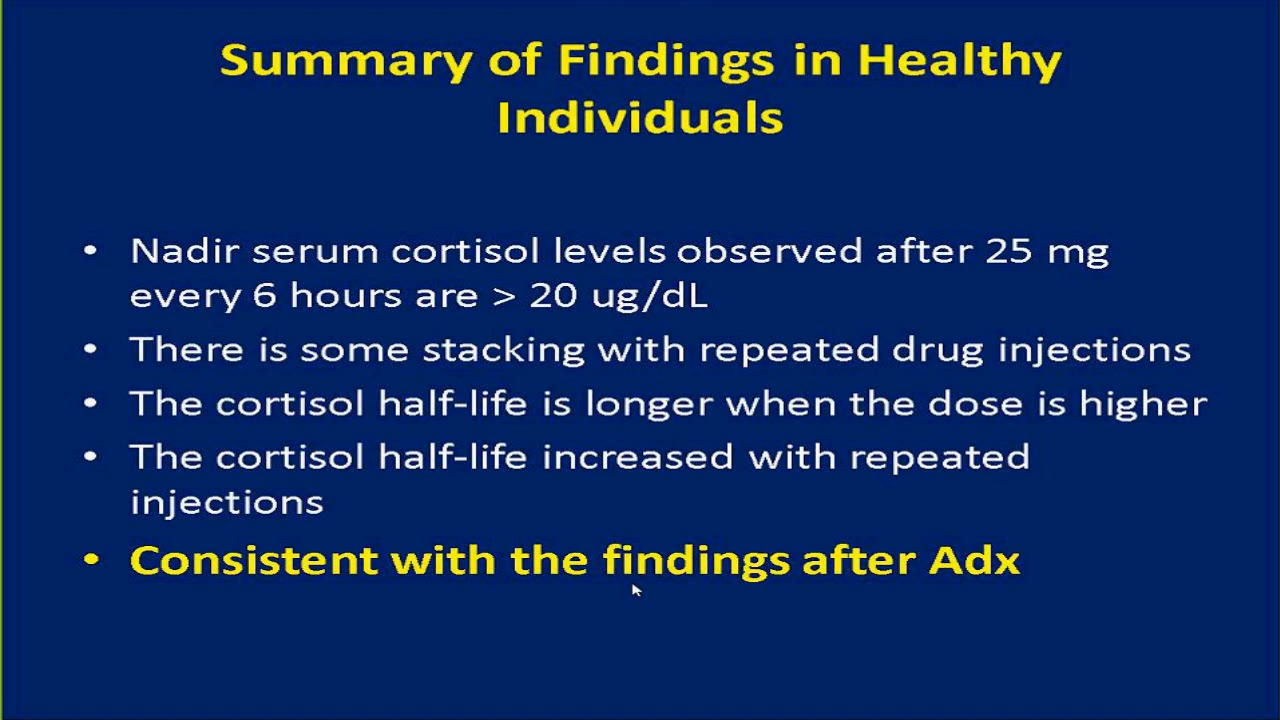 Summary of Findings in Healthy
Individuals
• Nadir serum cortisol levels observed after 25 mg
every 6 hours are > 20 ug/dL
• There is some stacking with repeated drug injections
• The cortisol half-life is longer when the dose is higher
• The cortisol half-life increased with repeated
injections
• Consistent with the findings after Adx